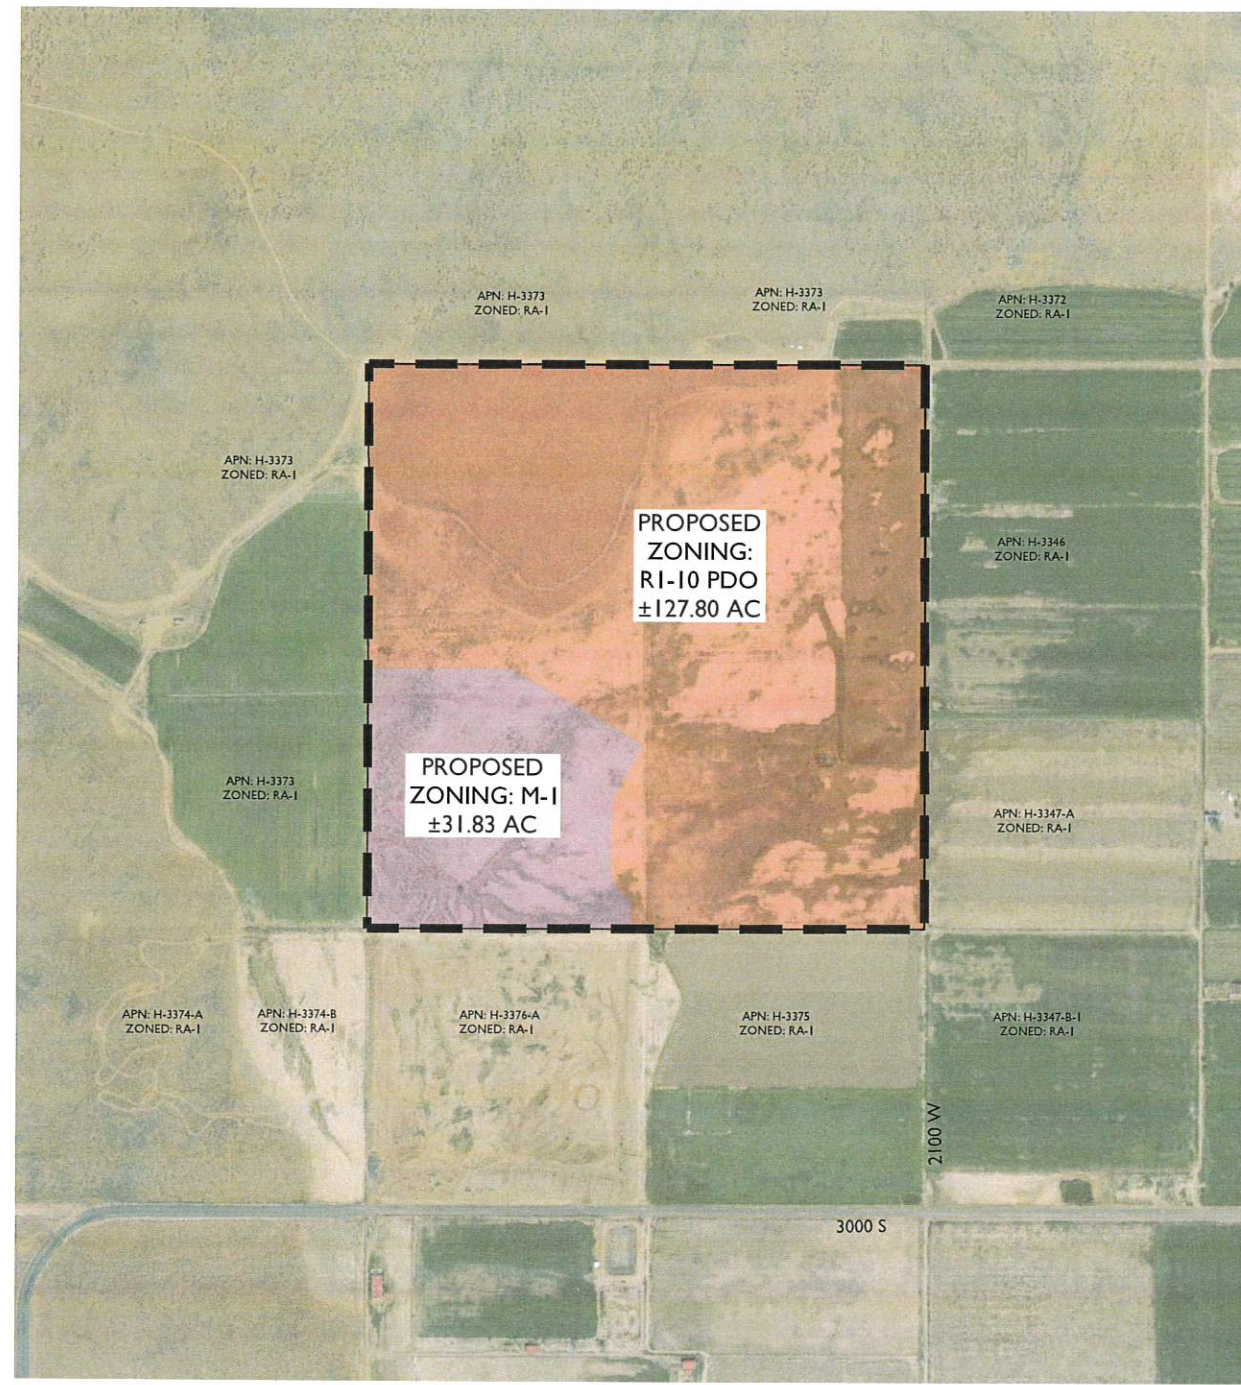 APN: H-3373
ZONED: RA-1
APN: H-3373
ZONED: RA-1
APN: H-3372
ZONED: RA-1
APN: H-3373
ZONED: RA-1
PROPOSED
ZONING:
R1-10 PDO
±127.80 AC
APN: H-3346
ZONED: RA-1
PROPOSED
ZONING: M-1
±31.83 AC
APN: H-3373
ZONED: RA-1
APN: H-3347-A
ZONED: RA-1
APN: H-3374-A
ZONED: RA-1
APN: H-3374-B
ZONED: RA-1
APN: H-3376-A
ZONED: RA-1
APN: H-3375
ZONED: RA-1
APN: H-3347-B-1
ZONED: RA-1
2100 W
3000 S